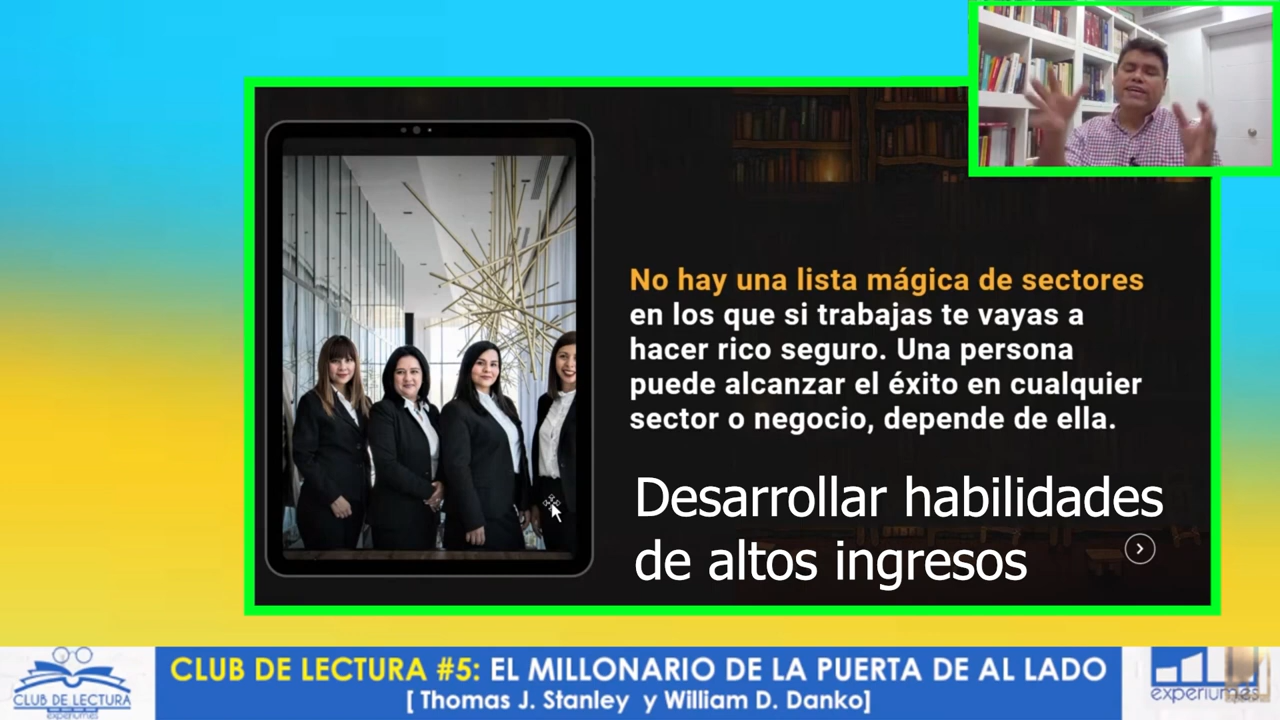 No hay una lista mágica de sectores
en los que si trabajas te vayas a
hacer rico seguro. Una persona
puede alcanzar el éxito en cualquier
sector o negocio, depende de ella.
Desarrollar habilidades
de altos ingresos
CLUB DE LECTURA
experiumes
CLUB DE LECTURA #5: EL MILLONARIO DE LA PUERTA DE AL LADO
[ Thomas J. Stanley y William D. Danko]
experiumes